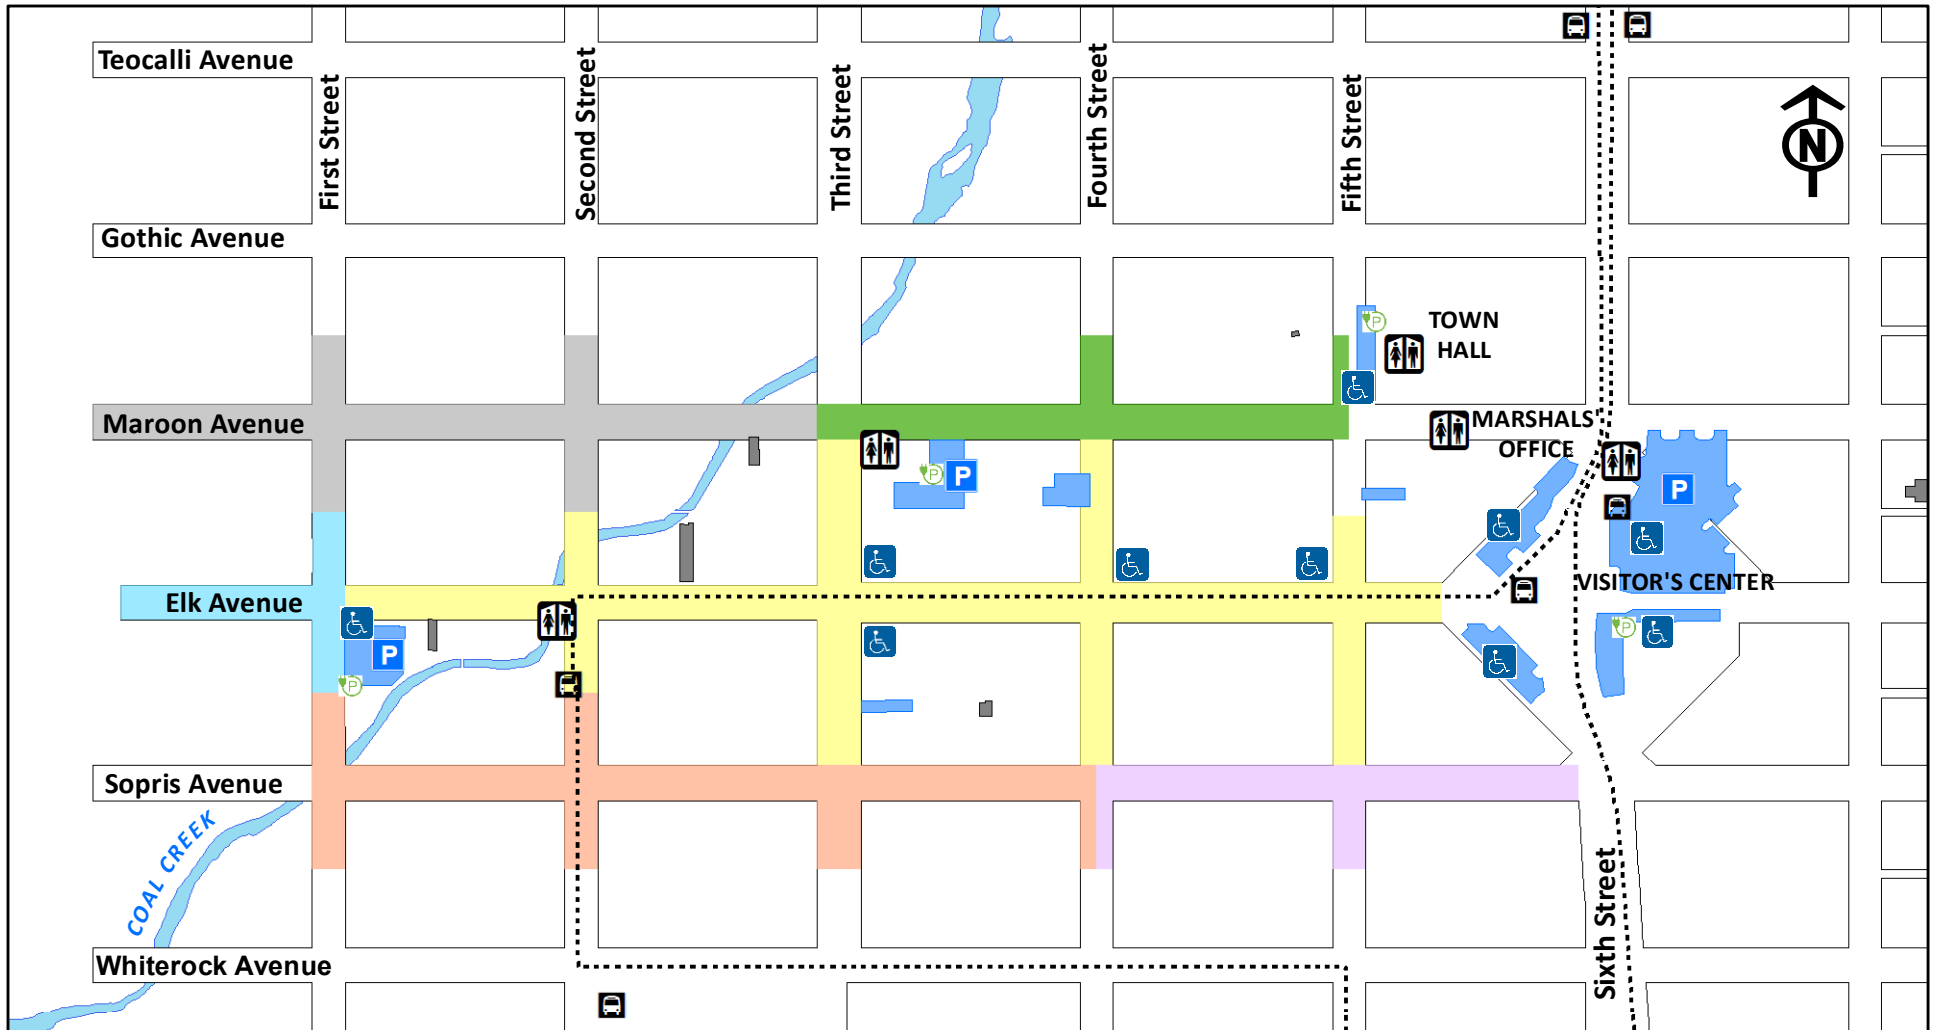 Teocalli Avenue
First Street
Second Street
Third Street
Fourth Street
Fifth Street
N
Gothic Avenue
TOWN
HALL
P
Maroon Avenue
MARSHALS
OFFICE
P
P
P
Elk Avenue
VISITOR'S CENTER
P
P
P
Sopris Avenue
COAL CREEK
Sixth Street
Whiterock Avenue